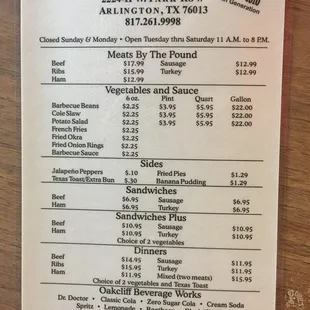 Arlington, TX 76013
817.261.9998
Generation
Closed Sunday & Monday • Open Tuesday thru Saturday 11 A.M. to 8 P.M.
Meats By The Pound
Beef $17.99 Sausage $12.99
Ribs $15.99 Turkey $12.99
Ham $12.99
Vegetables and Sauce
6 oz. Pint Quart Gallon
Barbecue Beans $2.25 $3.95 $5.95 $22.00
Cole Slaw $2.25 $3.95 $5.95 $22.00
Potato Salad $2.25 $3.95 $5.95 $22.00
French Fries $2.25
Fried Okra $2.25
Fried Onion Rings $2.25
Barbecue Sauce $2.25
Sides
Jalapeño Peppers $.10 Fried Pies $1.29
Texas Toast/Extra Bun $.30 Banana Pudding $1.29
Sandwiches
Beef $6.95 Sausage $6.95
Ham $6.95 Turkey $6.95
Sandwiches Plus
Beef $10.95 Sausage $10.95
Ham $10.95 Turkey $10.95
Choice of 2 vegetables
Dinners
Beef $14.95 Sausage $11.95
Ribs $15.95 Turkey $11.95
Ham $11.95 Mixed (two meats) $15.95
Choice of 2 vegetables and Texas Toast
Oakcliff Beverage Works
Dr. Doctor • Classic Cola • Zero Sugar Cola • Cream Soda
Spritz • Lemonade •